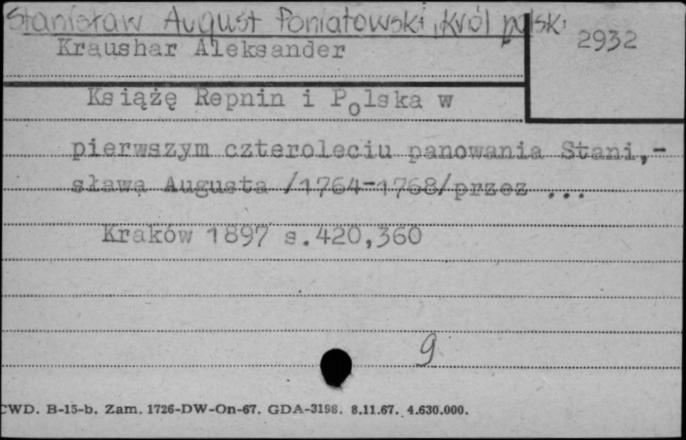 Stanisław August Poniatowski, król polski
2932
Kraushar Aleksander
Książę Repnin i Polska w
pierwszym czteroleciu panowania Stani,-
sława Augusta /1764-1768/przez ...
Kraków 1897 s.420,360
9
CWD. B-15-b. Zam. 1726-DW-On-67. GDA-3198. 8.11.67. 4.630.000.